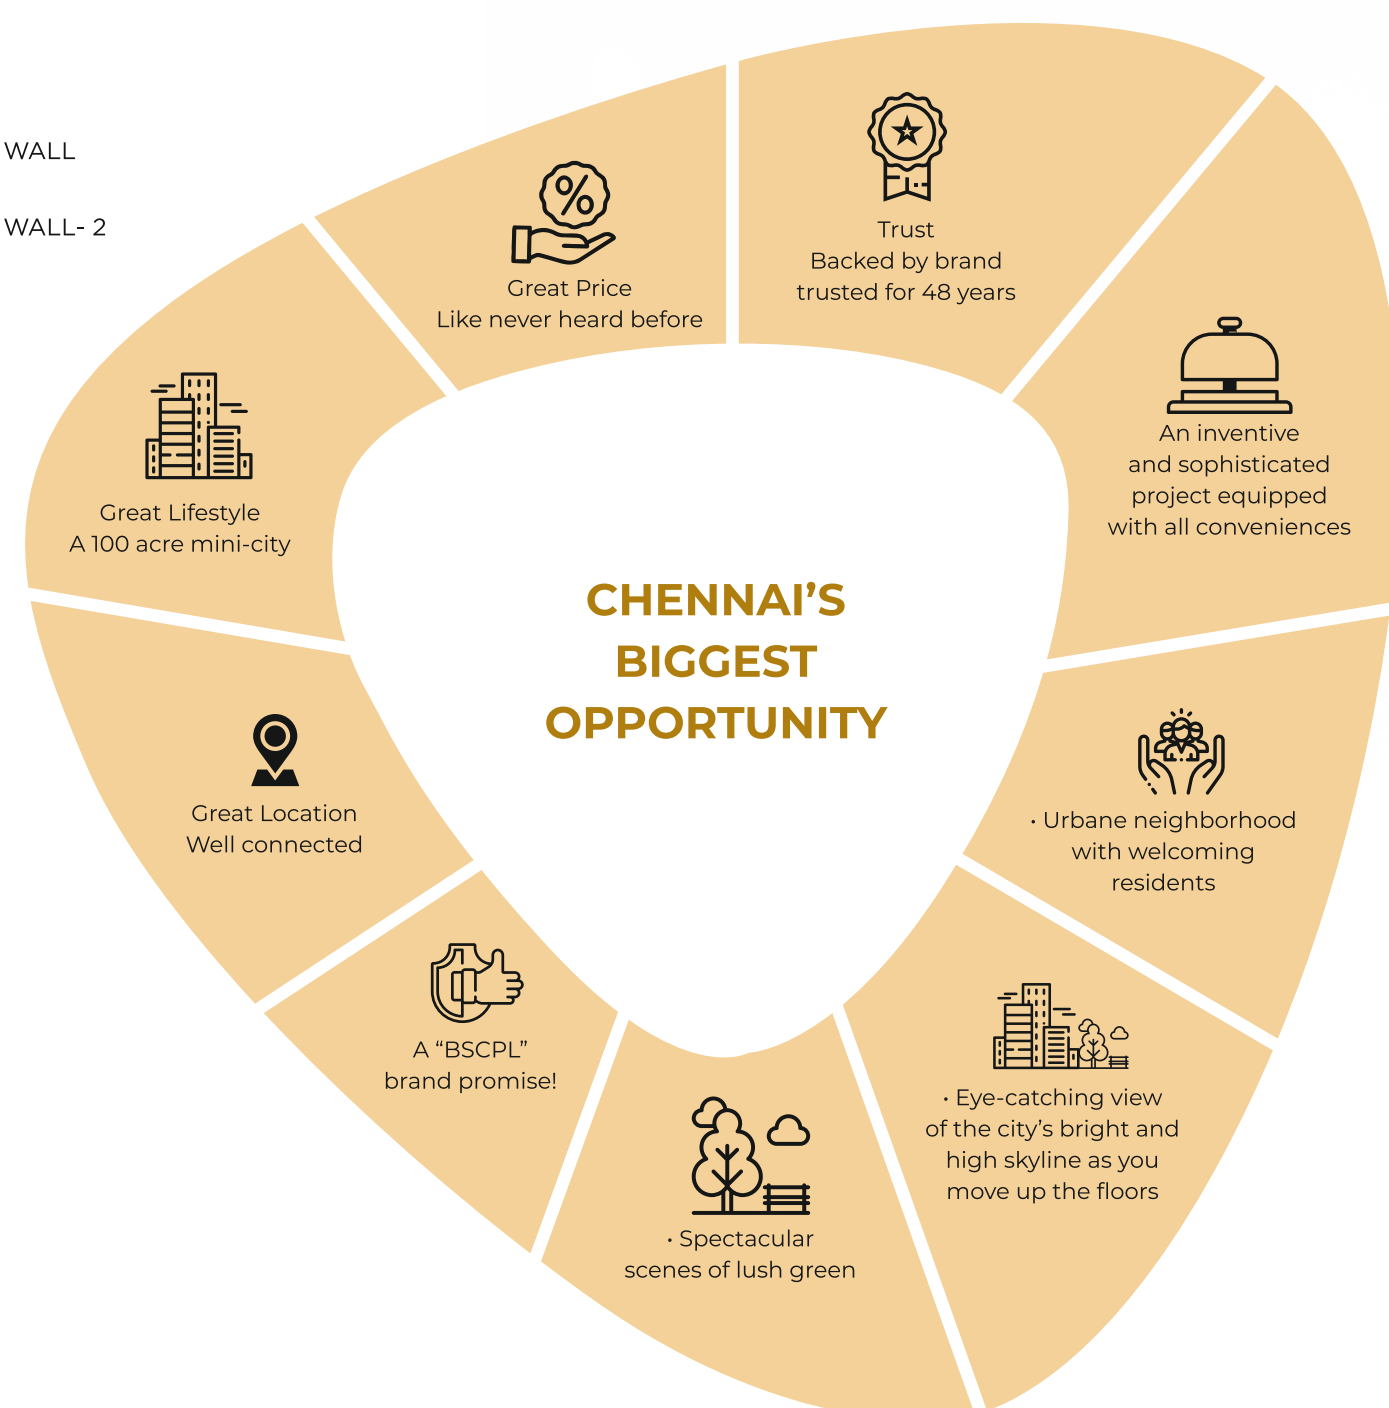 WALL
WALL- 2
Great Price
Like never heard before
Trust
Backed by brand
trusted for 48 years
An inventive
and sophisticated
project equipped
with all conveniences
Great Lifestyle
A 100 acre mini-city
CHENNAI’S
BIGGEST
OPPORTUNITY
Great Location
Well connected
• Urbane neighborhood
with welcoming
residents
A “BSCPL”
brand promise!
• Eye-catching view
of the city’s bright and
high skyline as you
move up the floors
• Spectacular
scenes of lush green